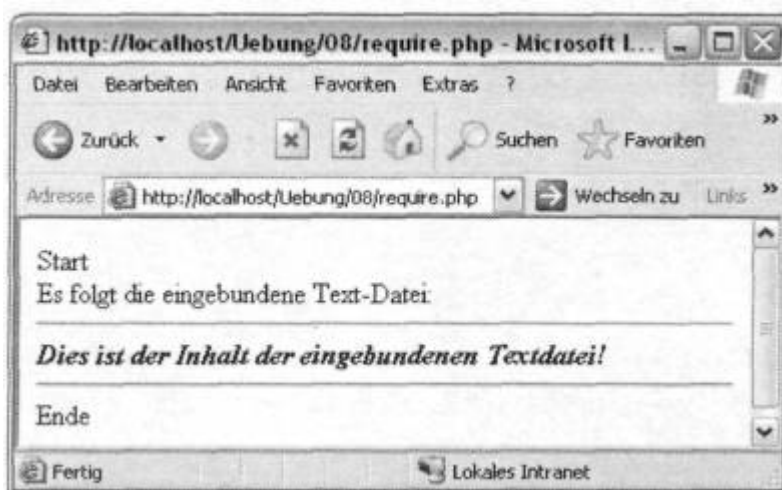 http://localhost/Uebung/08/require.php - Microsoft I...
Datei Bearbeiten Ansicht Favoriten Extras ?
Zurück Suchen Favoriten »
Adresse http://localhost/Uebung/08/require.php Wechseln zu Links »
Start
Es folgt die eingebundene Text-Datei:
Dies ist der Inhalt der eingebundenen Textdatei!
Ende
Fertig Lokales Intranet